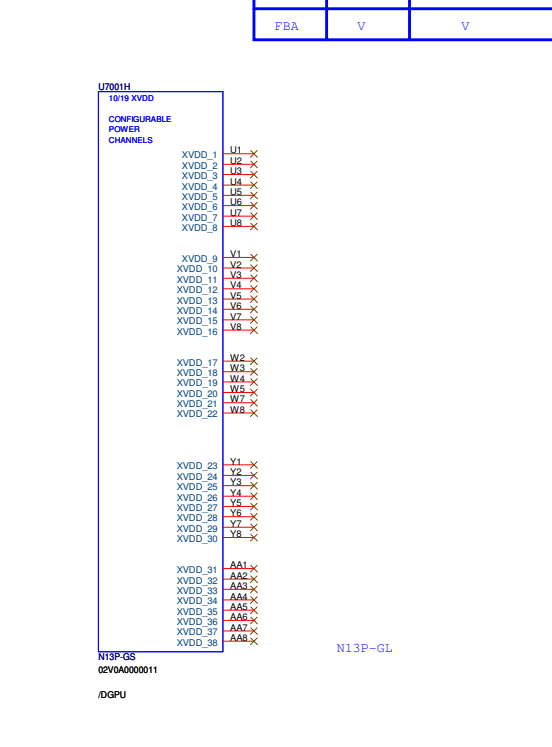 FBA V V
U7001H
10/19 XVDD
CONFIGURABLE
POWER
CHANNELS
XVDD_1 U1
XVDD_2 U2
XVDD_3 U3
XVDD_4 U4
XVDD_5 U5
XVDD_6 U6
XVDD_7 U7
XVDD_8 U8
XVDD_9 V1
XVDD_10 V2
XVDD_11 V3
XVDD_12 V4
XVDD_13 V5
XVDD_14 V6
XVDD_15 V7
XVDD_16 V8
XVDD_17 W2
XVDD_18 W3
XVDD_19 W4
XVDD_20 W5
XVDD_21 W7
XVDD_22 W8
XVDD_23 Y1
XVDD_24 Y2
XVDD_25 Y3
XVDD_26 Y4
XVDD_27 Y5
XVDD_28 Y6
XVDD_29 Y7
XVDD_30 Y8
XVDD_31 AA1
XVDD_32 AA2
XVDD_33 AA3
XVDD_34 AA4
XVDD_35 AA5
XVDD_36 AA6
XVDD_37 AA7
XVDD_38 AA8
N13P-GL
N13P-GS
02V0A0000011
/DGPU